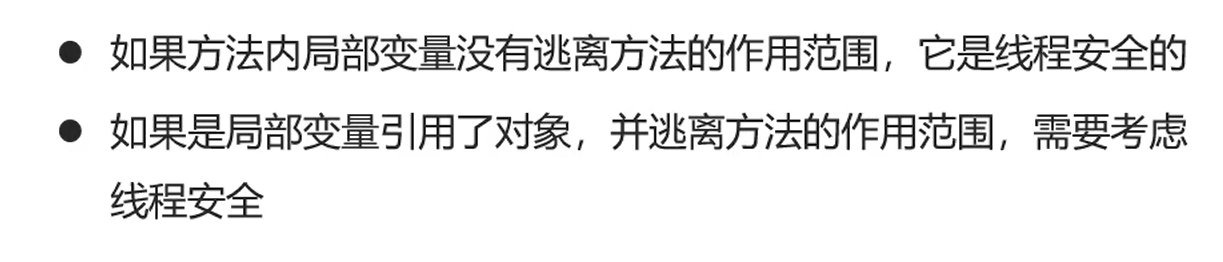 ● 如果方法内局部变量没有逃离方法的作用范围，它是线程安全的
● 如果是局部变量引用了对象，并逃离方法的作用范围，需要考虑
线程安全